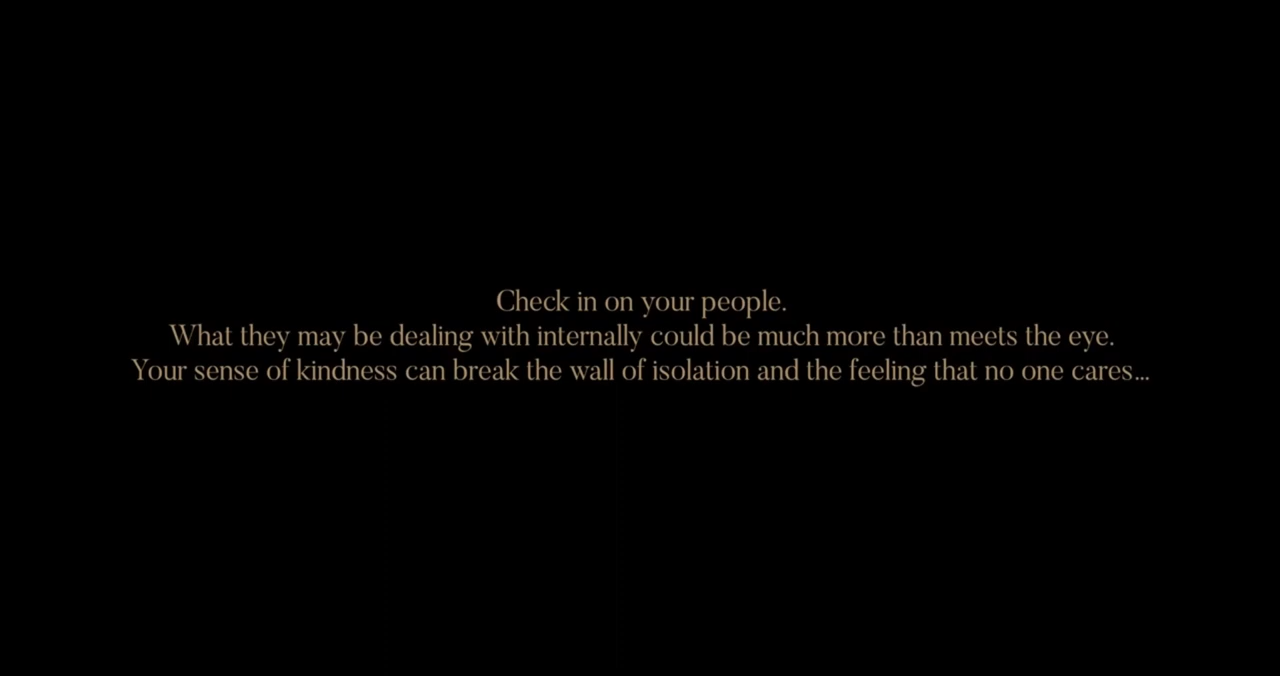 Check in on your people.
What they may be dealing with internally could be much more than meets the eye.
Your sense of kindness can break the wall of isolation and the feeling that no one cares...